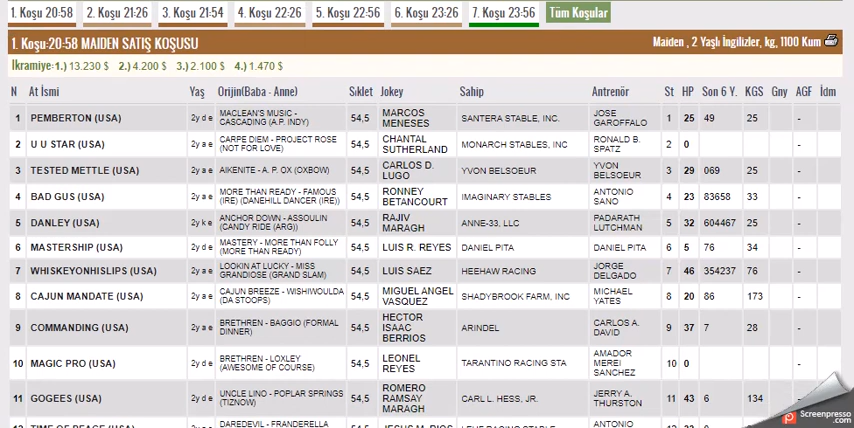 1. Koşu 20:58 2. Koşu 21:26 3. Koşu 21:54 4. Koşu 22:26 5. Koşu 22:56 6. Koşu 23:26 7. Koşu 23:56 Tüm Koşular
1. Koşu:20:58 MAIDEN SATIŞ KOŞUSU Maiden , 2 Yaşlı İngilizler, kg, 1100 Kum
İkramiye:1.) 13.230 $ 2.) 4.200 $ 3.) 2.100 $ 4.) 1.470 $
N At İsmi Yaş Orijin(Baba - Anne) Sıklet Jokey Sahip Antrenör St HP Son 6 Y. KGS Gny AGF İdm
1 PEMBERTON (USA) 2y d e MACLEAN'S MUSIC - CASCADING (A.P. INDY) 54,5 MARCOS MENESES SANTERA STABLE, INC. JOSE GAROFFALO 1 25 49 25 -
2 U U STAR (USA) 2y a e CARPE DIEM - PROJECT ROSE (NOT FOR LOVE) 54,5 CHANTAL SUTHERLAND MONARCH STABLES, INC RONALD B. SPATZ 2 0 -
3 TESTED METTLE (USA) 2y a e AIKENITE - A. P. OX (OXBOW) 54,5 CARLOS D. LUGO YVON BELSOEUR YVON BELSOEUR 3 29 069 25 -
4 BAD GUS (USA) 2y a e MORE THAN READY - FAMOUS (IRE) (DANEHILL DANCER (IRE)) 54,5 RONNEY BETANCOURT IMAGINARY STABLES ANTONIO SANO 4 23 83658 33 -
5 DANLEY (USA) 2y k e ANCHOR DOWN - ASSOULIN (CANDY RIDE (ARG)) 54,5 RAJIV MARAGH ANNE-33, LLC PADARATH LUTCHMAN 5 32 604467 25 -
6 MASTERSHIP (USA) 2y d e MASTERY - MORE THAN FOLLY (MORE THAN READY) 54,5 LUIS R. REYES DANIEL PITA DANIEL PITA 6 5 76 34 -
7 WHISKEYONHISLIPS (USA) 2y a e LOOKIN AT LUCKY - MISS GRANDIOSE (GRAND SLAM) 54,5 LUIS SAEZ HEEHAW RACING JORGE DELGADO 7 46 354237 76 -
8 CAJUN MANDATE (USA) 2y a e CAJUN BREEZE - WISHIWOULDA (DA STOOPS) 54,5 MIGUEL ANGEL VASQUEZ SHADYBROOK FARM, INC MICHAEL YATES 8 20 86 173 -
9 COMMANDING (USA) 2y a e BRETHREN - BAGGIO (FORMAL DINNER) 54,5 HECTOR ISAAC BERRIOS ARINDEL CARLOS A. DAVID 9 37 7 28 -
10 MAGIC PRO (USA) 2y d e BRETHREN - LOXLEY (AWESOME OF COURSE) 54,5 LEONEL REYES TARANTINO RACING STA AMADOR MEREI SANCHEZ 10 0 -
11 GOGEES (USA) 2y d e UNCLE LINO - POPLAR SPRINGS (TIZNOW) 54,5 ROMERO RAMSAY MARAGH CARL L. HESS, JR. JERRY A. THURSTON 11 43 6 134 -
DAREDEVIL - FRANDERELLA ANTONIO
Screenpresso.com